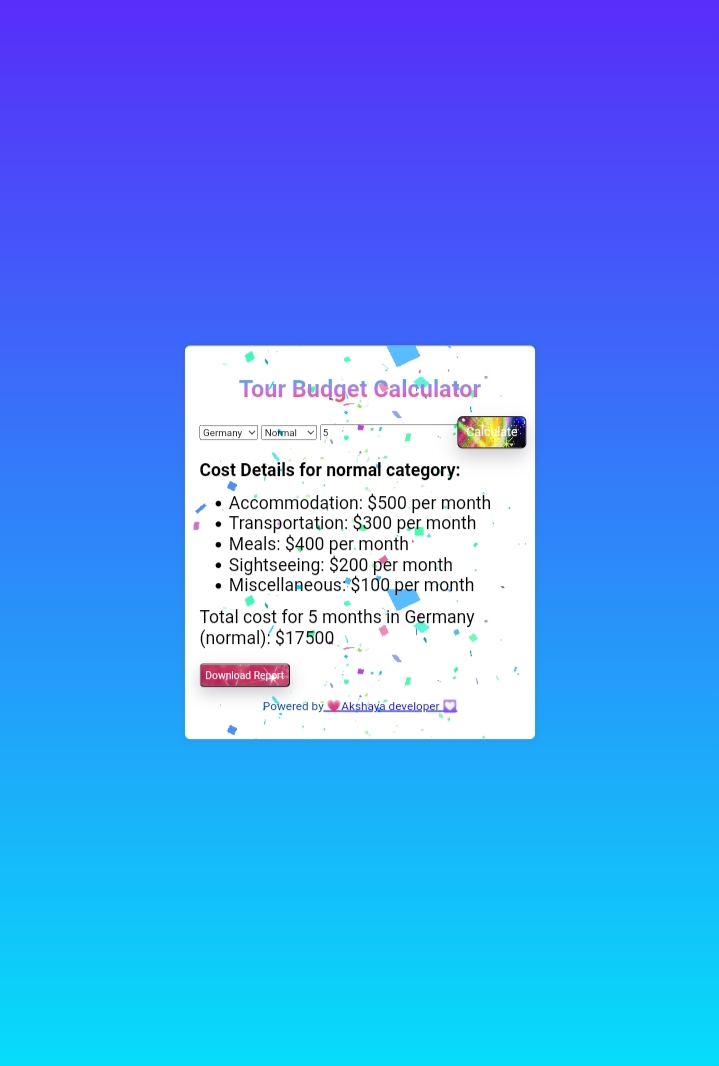 Tour Budget Calculator
Germany Normal 5 Calculate
Cost Details for normal category:
• Accommodation: $500 per month
• Transportation: $300 per month
• Meals: $400 per month
• Sightseeing: $200 per month
• Miscellaneous: $100 per month
Total cost for 5 months in Germany
(normal): $17500
Download Report
Powered by 💗Akshaya developer 💟